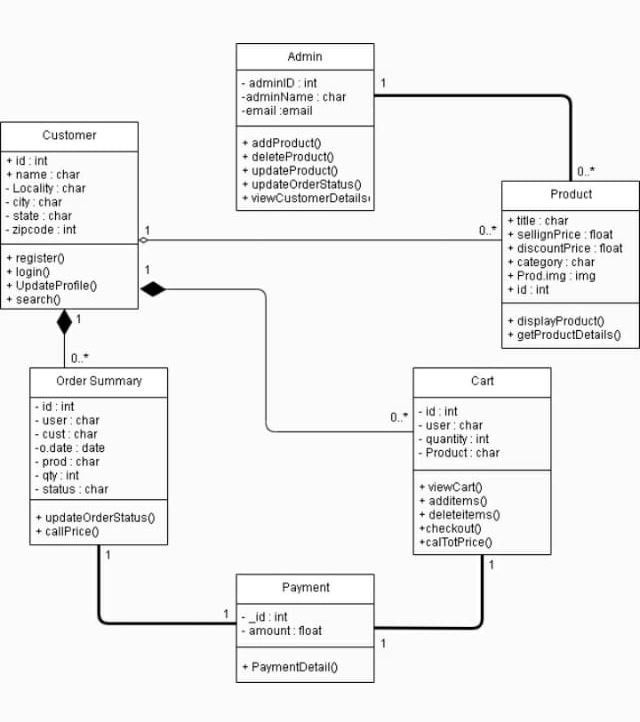 Admin
- adminID : int
-adminName : char
-email :email
+ addProduct()
+ deleteProduct()
+ updateProduct()
+ updateOrderStatus()
+ viewCustomerDetails
1
0..*
Customer
+ id : int
+ name : char
- Locality : char
- city : char
- state : char
- zipcode : int
+ register()
+ login()
+ UpdateProfile()
+ search()
1
0..*
1
0..*
Product
+ title : char
+ sellignPrice : float
+ discountPrice : float
+ category : char
+ Prod.img : img
+ id : int
+ displayProduct()
+ getProductDetails()
1
0..*
Order Summary
- id : int
- user : char
- cust : char
-o.date : date
- prod : char
- qty : int
- status : char
+ updateOrderStatus()
+ callPrice()
1
1
Cart
- id : int
- user : char
- quantity : int
- Product : char
+ viewCart()
+ additems()
+ deleteitems()
+checkout()
+calTotPrice()
1
1
Payment
- _id : int
- amount : float
+ PaymentDetail()